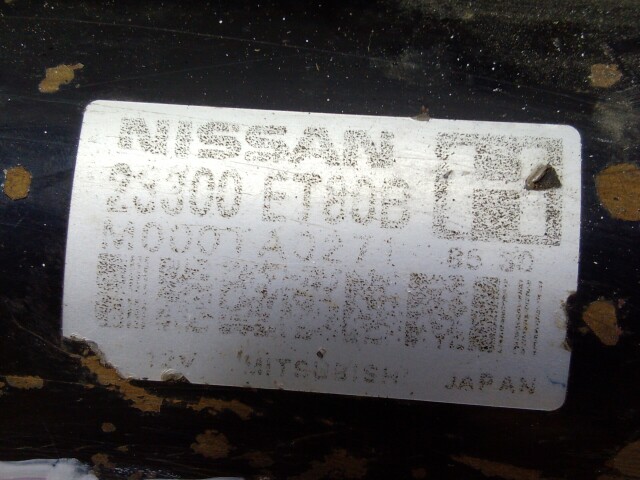 NISSAN
23300 ET80B
M000TA0271
12V MITSUBISHI JAPAN